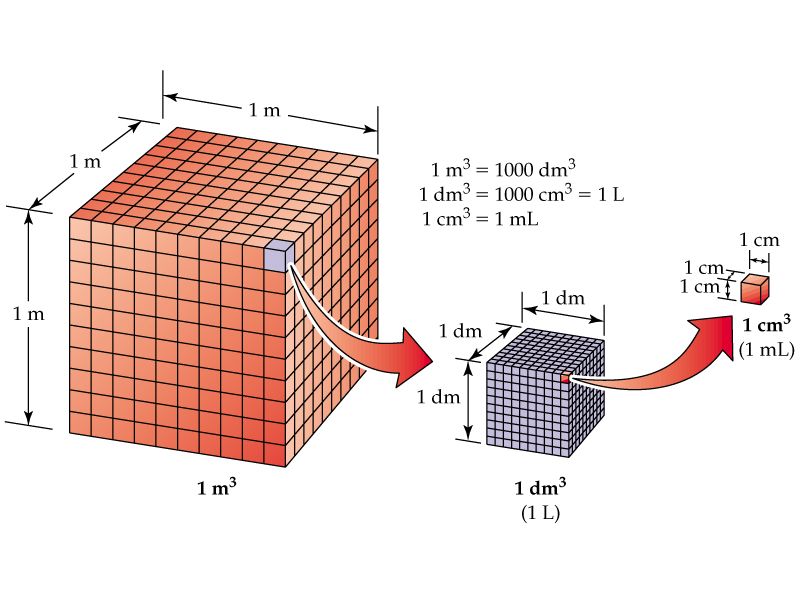 1 m
1 m
1 m
1 m³
1 m³ = 1000 dm³
1 dm³ = 1000 cm³ = 1 L
1 cm³ = 1 mL
1 dm
1 dm
1 dm
1 dm³
(1 L)
1 cm
1 cm
1 cm
1 cm³
(1 mL)